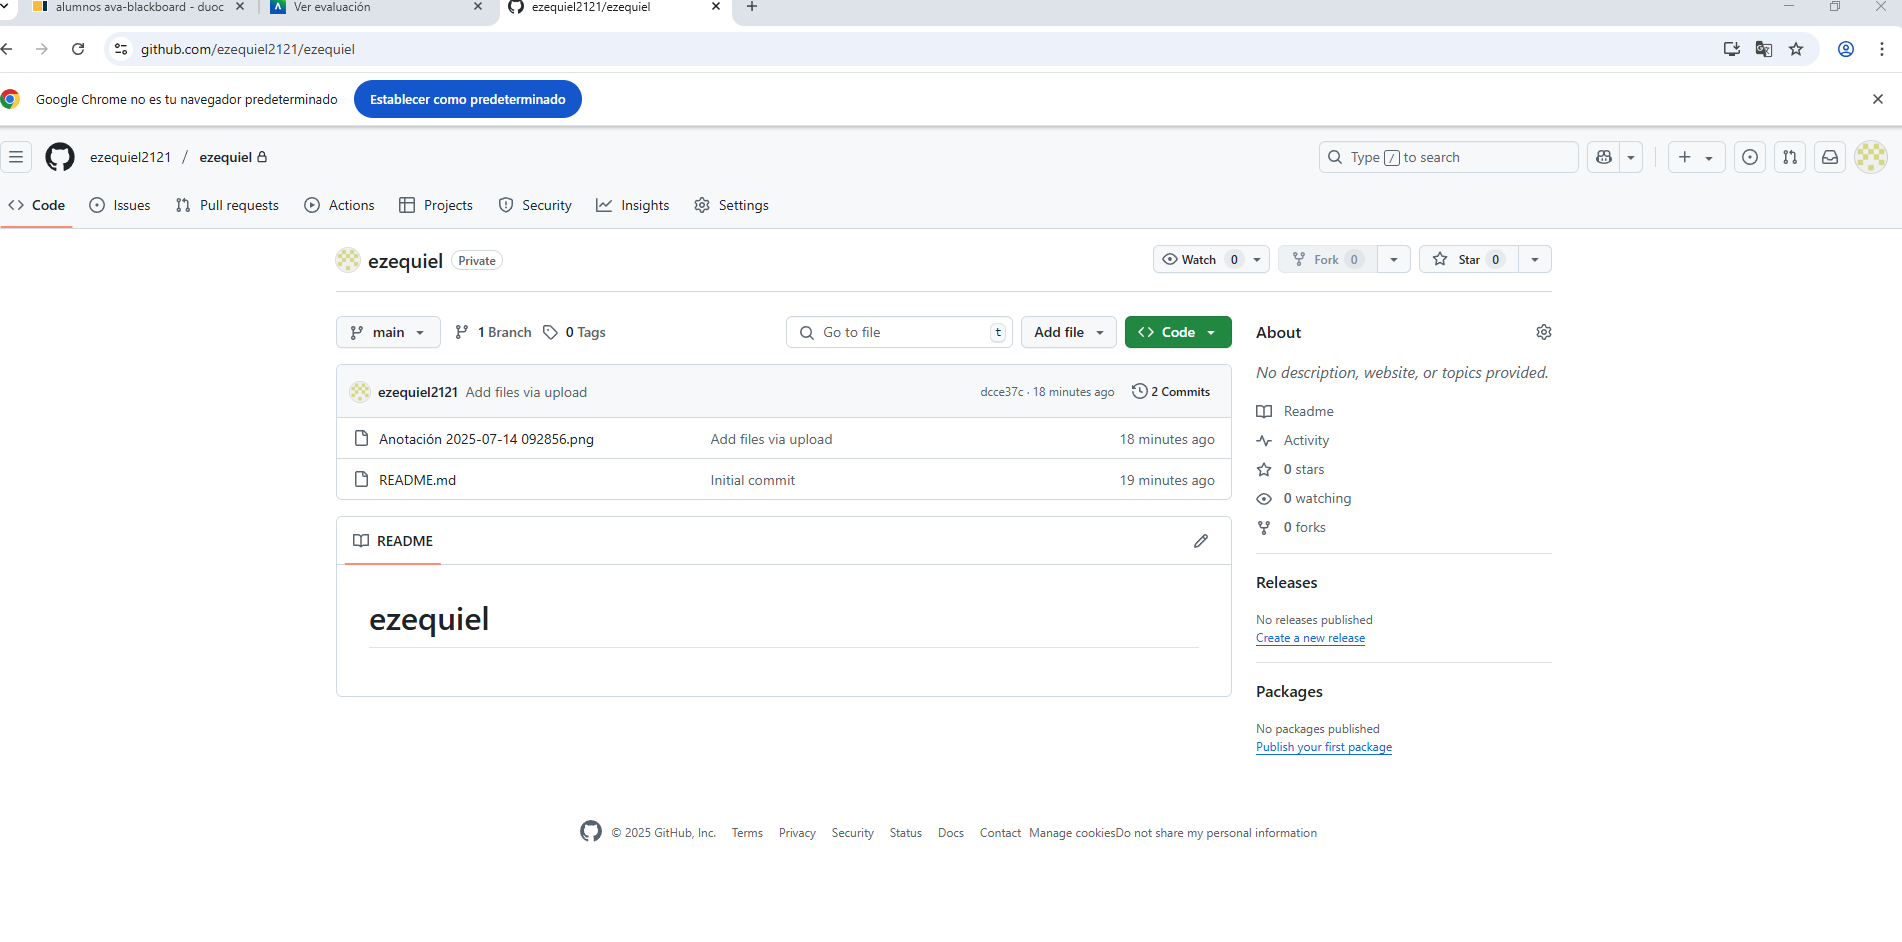 alumnos ava-blackboard - duoc
Ver evaluación
ezequiel2121/ezequiel
github.com/ezequiel2121/ezequiel
Google Chrome no es tu navegador predeterminado
Establecer como predeterminado
ezequiel2121 / ezequiel
Type / to search
Code
Issues
Pull requests
Actions
Projects
Security
Insights
Settings
ezequiel Private
Watch 0
Fork 0
Star 0
main
1 Branch
0 Tags
Go to file t
Add file
Code
ezequiel2121 Add files via upload dcce37c · 18 minutes ago 2 Commits
Anotación 2025-07-14 092856.png Add files via upload 18 minutes ago
README.md Initial commit 19 minutes ago
README
ezequiel
About
No description, website, or topics provided.
Readme
Activity
0 stars
0 watching
0 forks
Releases
No releases published
Create a new release
Packages
No packages published
Publish your first package
© 2025 GitHub, Inc. Terms Privacy Security Status Docs Contact Manage cookies Do not share my personal information